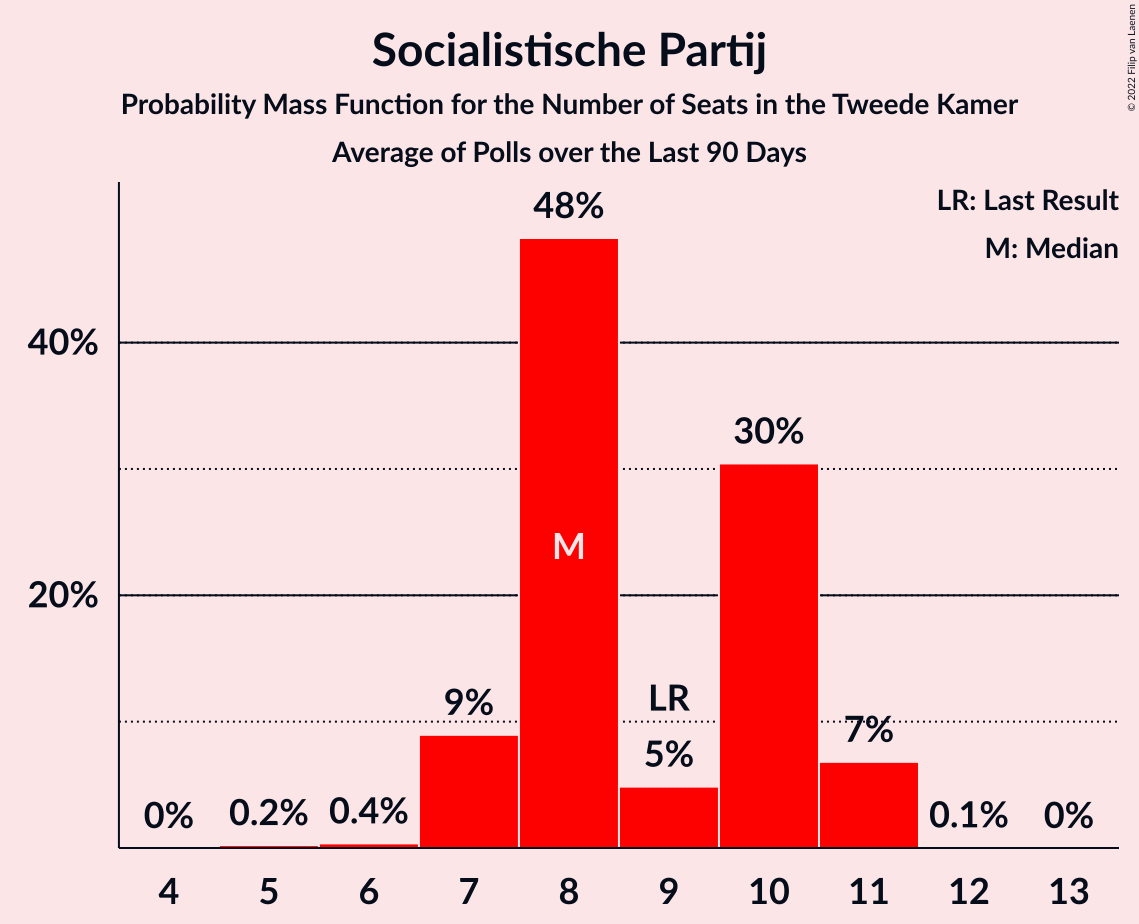 Socialistische Partij
Probability Mass Function for the Number of Seats in the Tweede Kamer
Average of Polls over the Last 90 Days
© 2022 Filip van Laenen
LR: Last Result
M: Median
40%
20%
0%
0.2%
0.4%
9%
48%
M
LR
5%
30%
7%
0.1%
0%
4 5 6 7 8 9 10 11 12 13